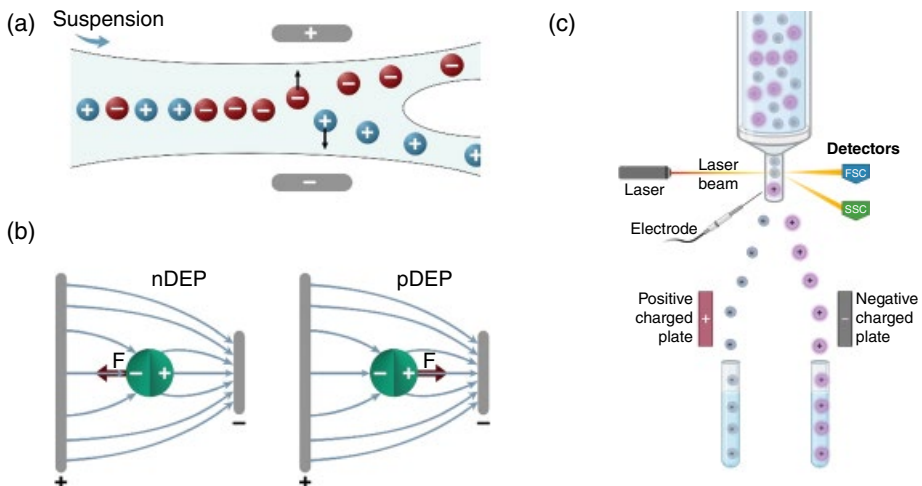 (a)
Suspension
+
+
−
+
+
−
−
−
−
−
−
−
+
+
+
−
(b)
nDEP
pDEP
F
− +
F
− +
−
−
+
+
(c)
Detectors
Laser
beam
FSC
Laser
SSC
Electrode
Positive
charged
plate
+
−
Negative
charged
plate